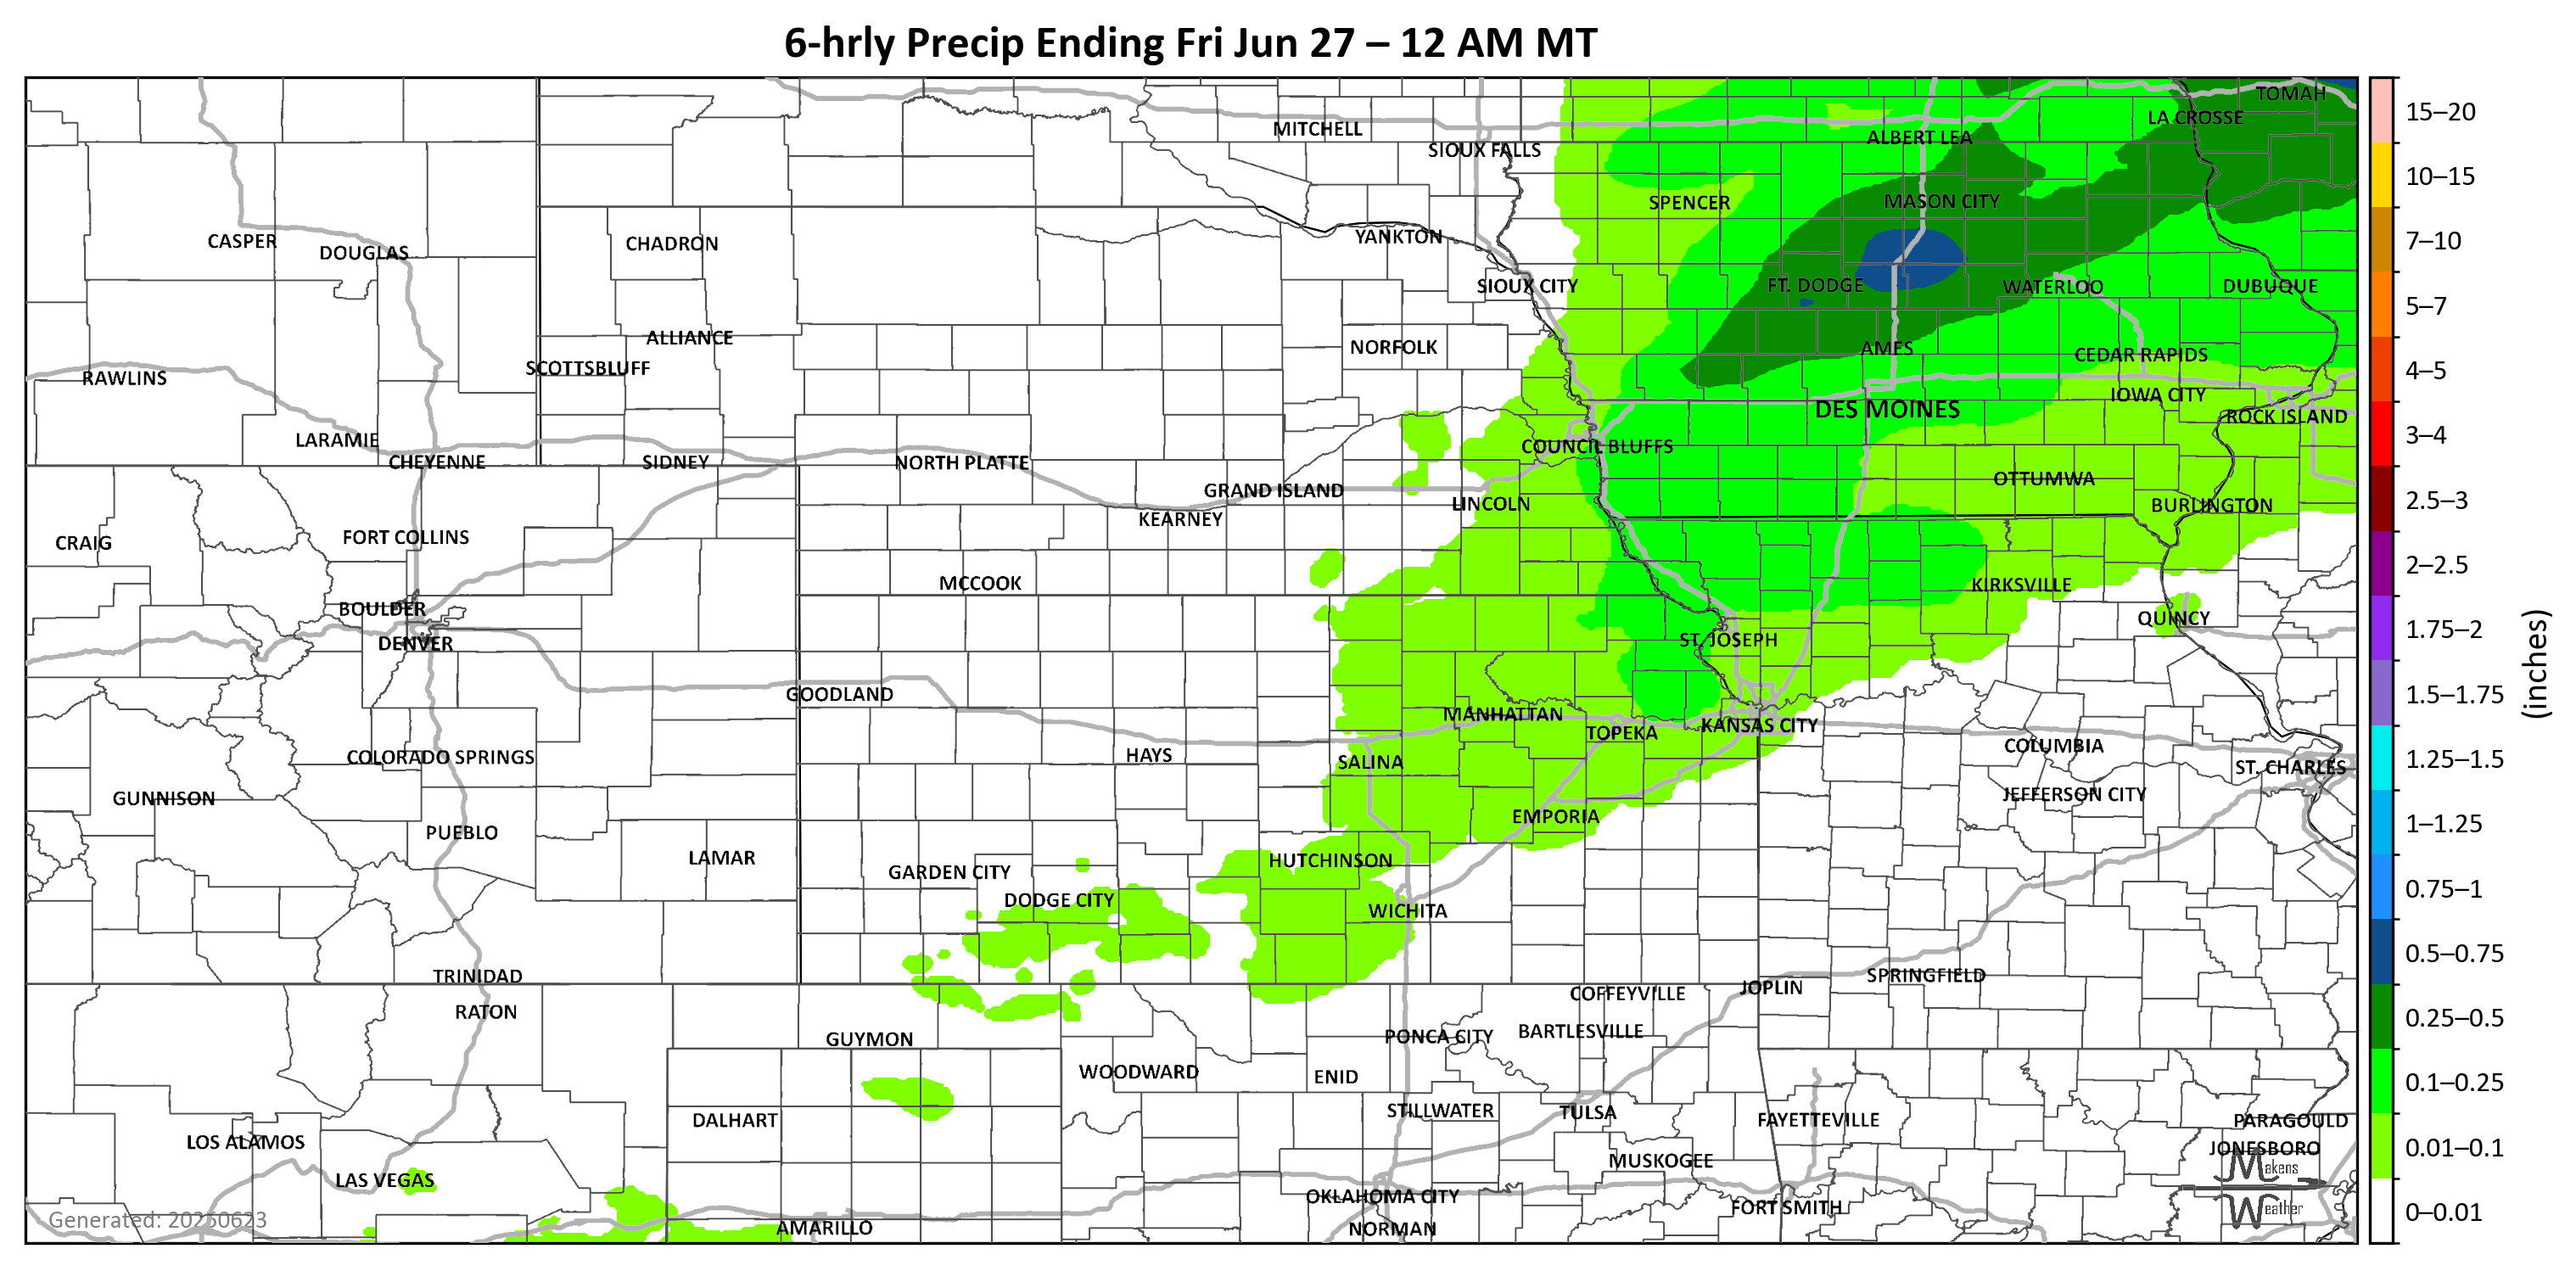 6-hrly Precip Ending Fri Jun 27 – 12 AM MT
TOMAH
LA CROSSE
MITCHELL
ALBERT LEA
SIOUX FALLS
SPENCER
MASON CITY
YANKTON
CASPER
DOUGLAS
CHADRON
SIOUX CITY
FT. DODGE
WATERLOO
DUBUQUE
ALLIANCE
NORFOLK
AMES
CEDAR RAPIDS
SCOTTSBLUFF
RAWLINS
IOWA CITY
DES MOINES
ROCK ISLAND
LARAMIE
COUNCIL BLUFFS
CHEYENNE
SIDNEY
NORTH PLATTE
OTTUMWA
GRAND ISLAND
LINCOLN
BURLINGTON
KEARNEY
FORT COLLINS
CRAIG
MCCOOK
KIRKSVILLE
BOULDER
QUINCY
DENVER
ST. JOSEPH
GOODLAND
MANHATTAN
KANSAS CITY
TOPEKA
COLUMBIA
COLORADO SPRINGS
HAYS
SALINA
ST. CHARLES
GUNNISON
JEFFERSON CITY
EMPORIA
PUEBLO
LAMAR
HUTCHINSON
GARDEN CITY
DODGE CITY
WICHITA
TRINIDAD
SPRINGFIELD
JOPLIN
COFFEYVILLE
RATON
BARTLESVILLE
PONCA CITY
GUYMON
WOODWARD
ENID
STILLWATER
TULSA
DALHART
FAYETTEVILLE
PARAGOULD
LOS ALAMOS
JONESBORO
MUSKOGEE
LAS VEGAS
OKLAHOMA CITY
FORT SMITH
AMARILLO
NORMAN
Generated: 20250623
Makens
Weather
15–20
10–15
7–10
5–7
4–5
3–4
2.5–3
2–2.5
1.75–2
1.5–1.75
1.25–1.5
1–1.25
0.75–1
0.5–0.75
0.25–0.5
0.1–0.25
0.01–0.1
0–0.01
(inches)